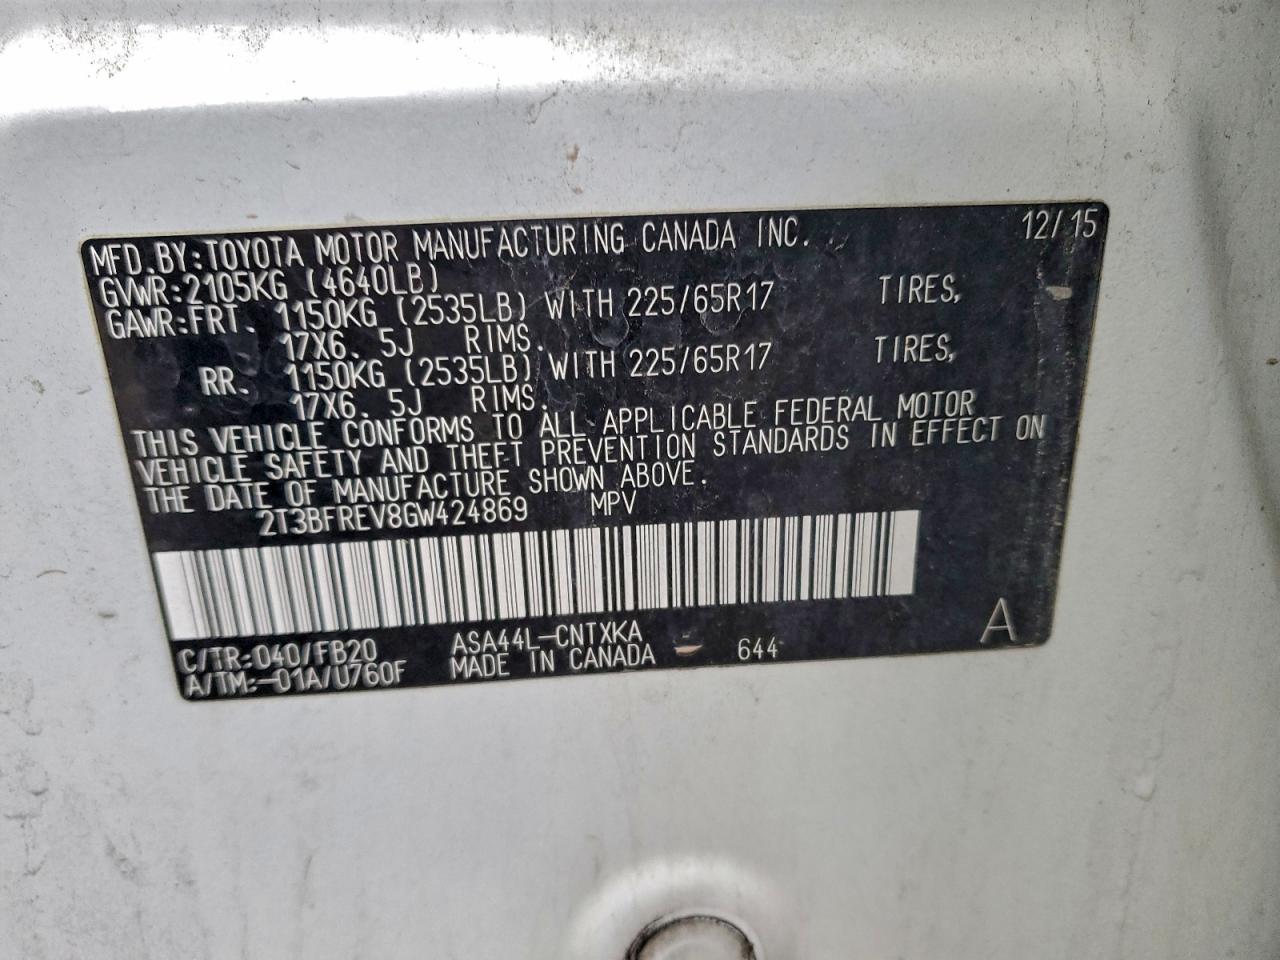 12/15
MFD.BY:TOYOTA MOTOR MANUFACTURING CANADA INC.
GVWR:2105KG (4640LB)
GAWR:FRT. 1150KG (2535LB) WITH 225/65R17 TIRES,
17X6.5J RIMS.
RR. 1150KG (2535LB) WITH 225/65R17 TIRES,
17X6.5J RIMS.
THIS VEHICLE CONFORMS TO ALL APPLICABLE FEDERAL MOTOR
VEHICLE SAFETY AND THEFT PREVENTION STANDARDS IN EFFECT ON
THE DATE OF MANUFACTURE SHOWN ABOVE.
2T3BFREV8GW424869 MPV
C/TR:040/FB20 ASA44L-CNTXKA
A/TM:-01A/U760F MADE IN CANADA 644
A